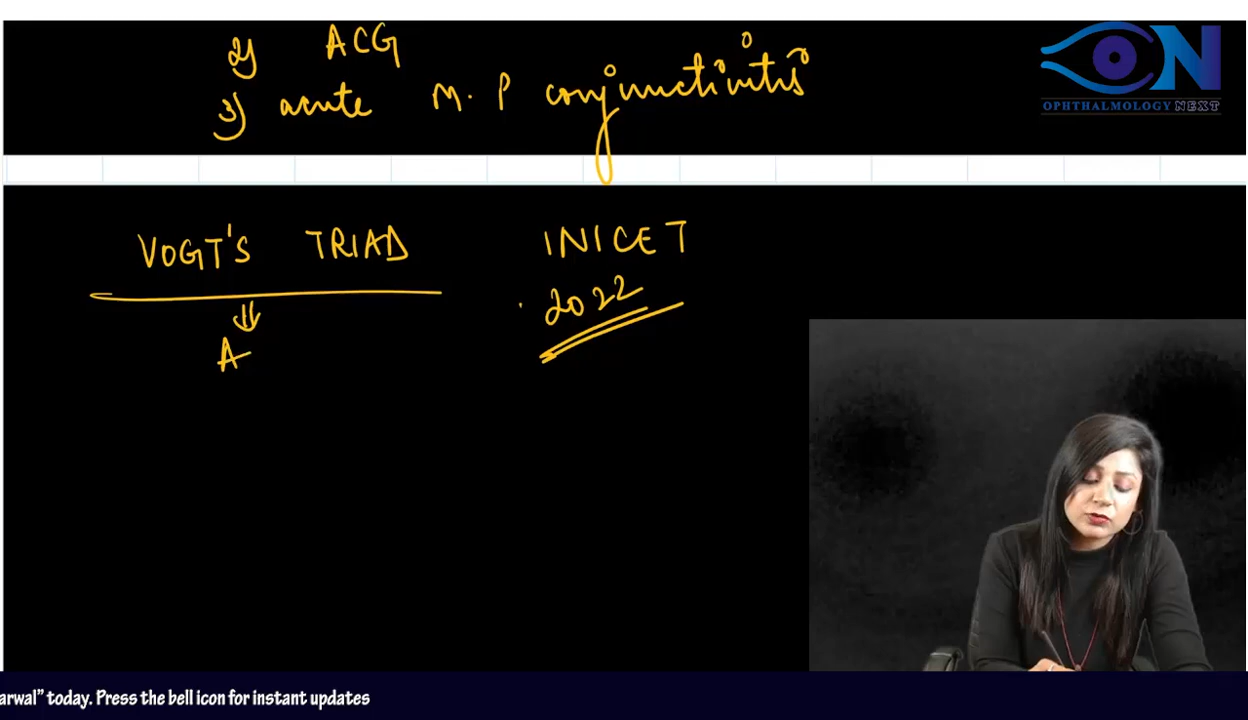 2) ACG
3) acute M. P conjunctivitis
ON
OPHTHALMOLOGY NEXT
VOGT'S TRIAD INICET
2022
⇓
A
arwal” today. Press the bell icon for instant updates